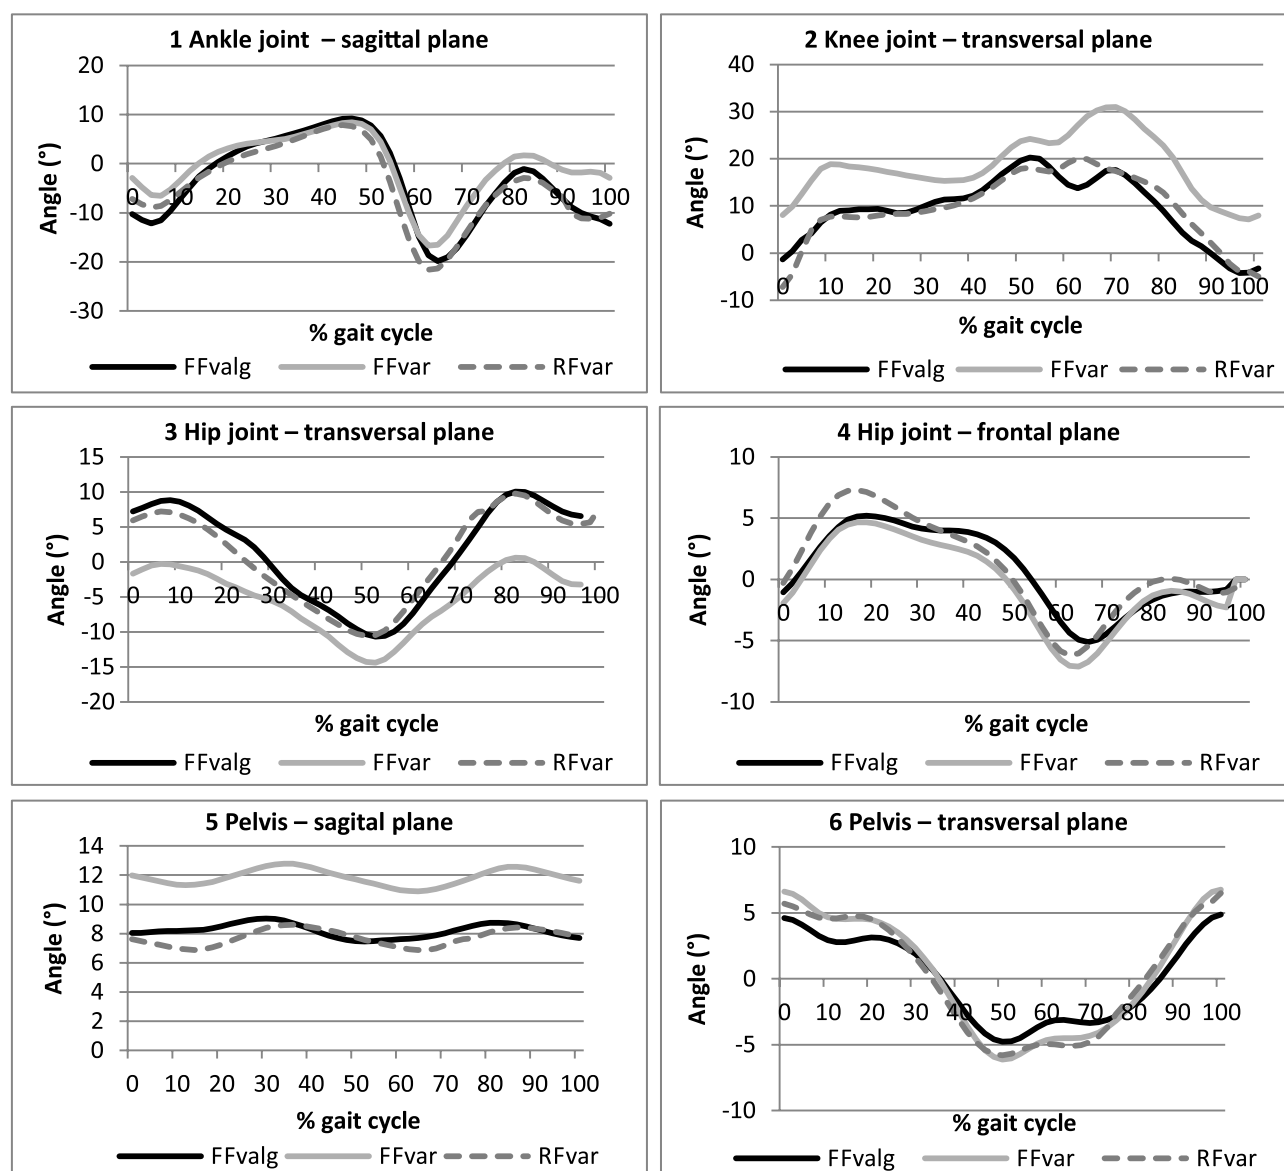 1 Ankle joint  – sagittal plane
20
10
0
-10
-20
-30
Angle (°)
0 10 20 30 40 50 60 70 80 90 100
% gait cycle
FFvalg FFvar RFvar
2 Knee joint – transversal plane
40
30
20
10
0
-10
Angle (°)
0 10 20 30 40 50 60 70 80 90 100
% gait cycle
FFvalg FFvar RFvar
3 Hip joint – transversal plane
15
10
5
0
-5
-10
-15
-20
Angle (°)
0 10 20 30 40 50 60 70 80 90 100
% gait cycle
FFvalg FFvar RFvar
4 Hip joint – frontal plane
10
5
0
-5
-10
Angle (°)
0 10 20 30 40 50 60 70 80 90 100
% gait cycle
FFvalg FFvar RFvar
5 Pelvis – sagital plane
14
12
10
8
6
4
2
0
Angle (°)
0 10 20 30 40 50 60 70 80 90 100
% gait cycle
FFvalg FFvar RFvar
6 Pelvis – transversal plane
10
5
0
-5
-10
Angle (°)
0 10 20 30 40 50 60 70 80 90 100
% gait cycle
FFvalg FFvar RFvar